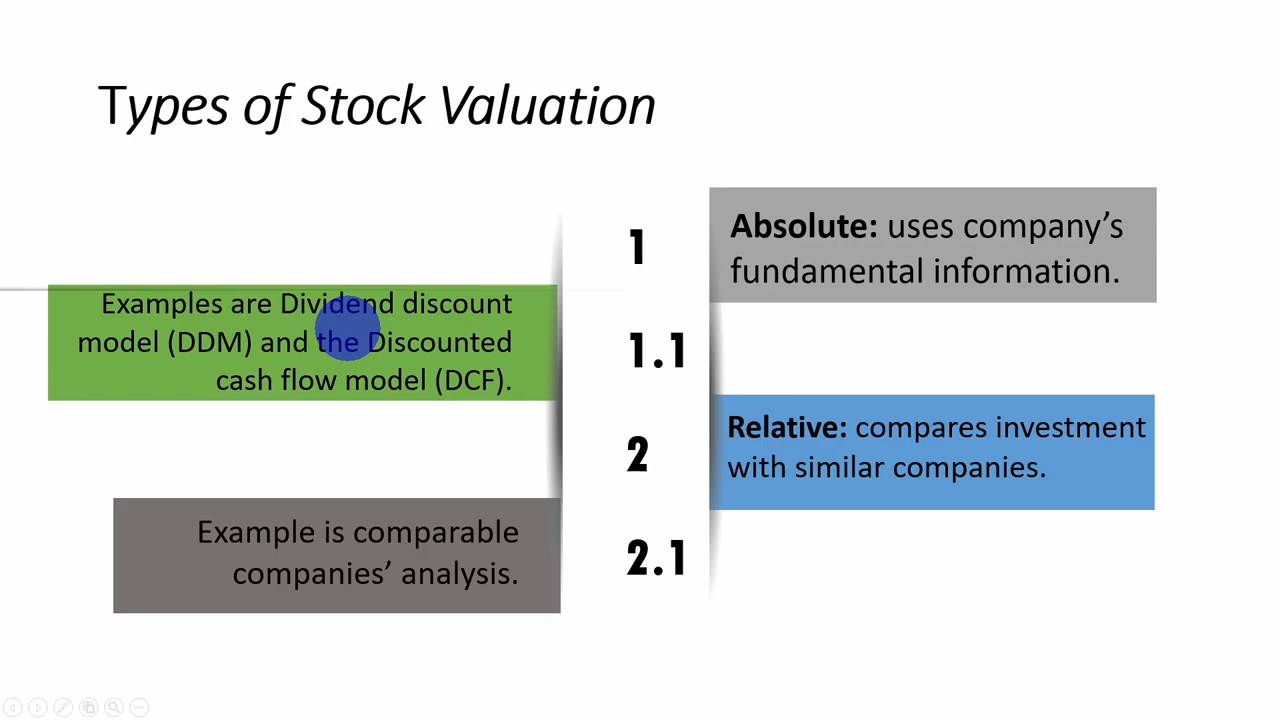 Types of Stock Valuation
1
Absolute: uses company’s
fundamental information.
Examples are Dividend discount
model (DDM) and the Discounted
cash flow model (DCF).
1.1
2
Relative: compares investment
with similar companies.
Example is comparable
companies’ analysis.
2.1